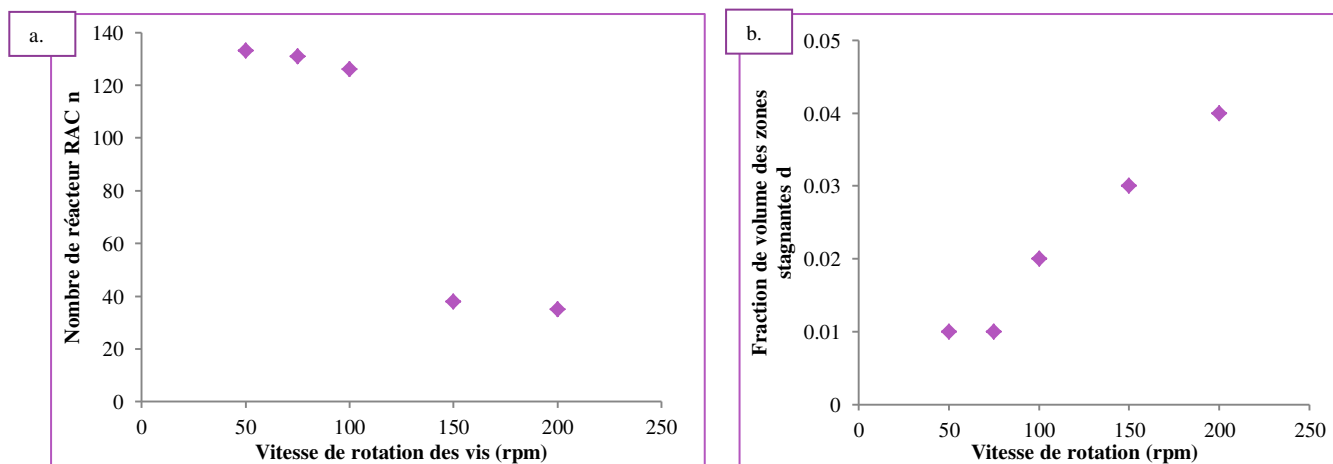 a.
140
120
100
80
60
40
20
0
Nombre de réacteur RAC n
0 50 100 150 200 250
Vitesse de rotation des vis (rpm)
b.
0.05
0.04
0.03
0.02
0.01
0
Fraction de volume des zones
stagnantes d
0 50 100 150 200 250
Vitesse de rotation (rpm)